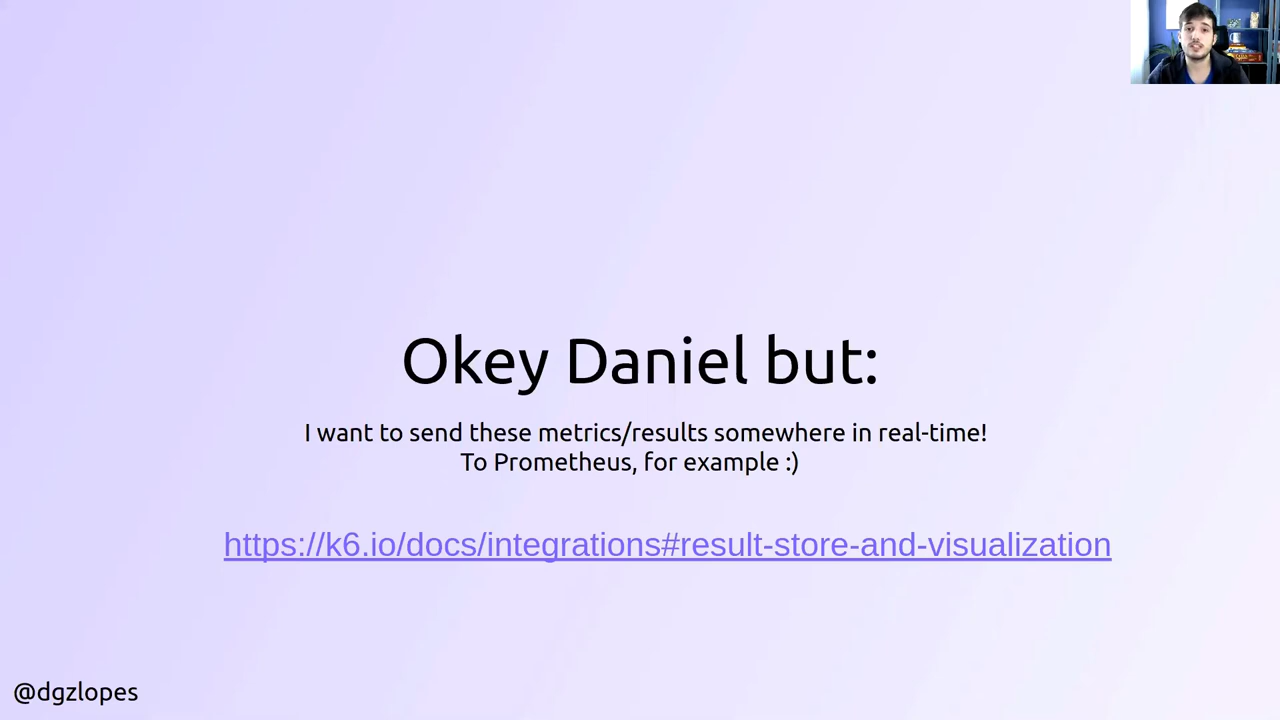 Okey Daniel but:
I want to send these metrics/results somewhere in real-time!
To Prometheus, for example :)
https://k6.io/docs/integrations#result-store-and-visualization
@dgzlopes